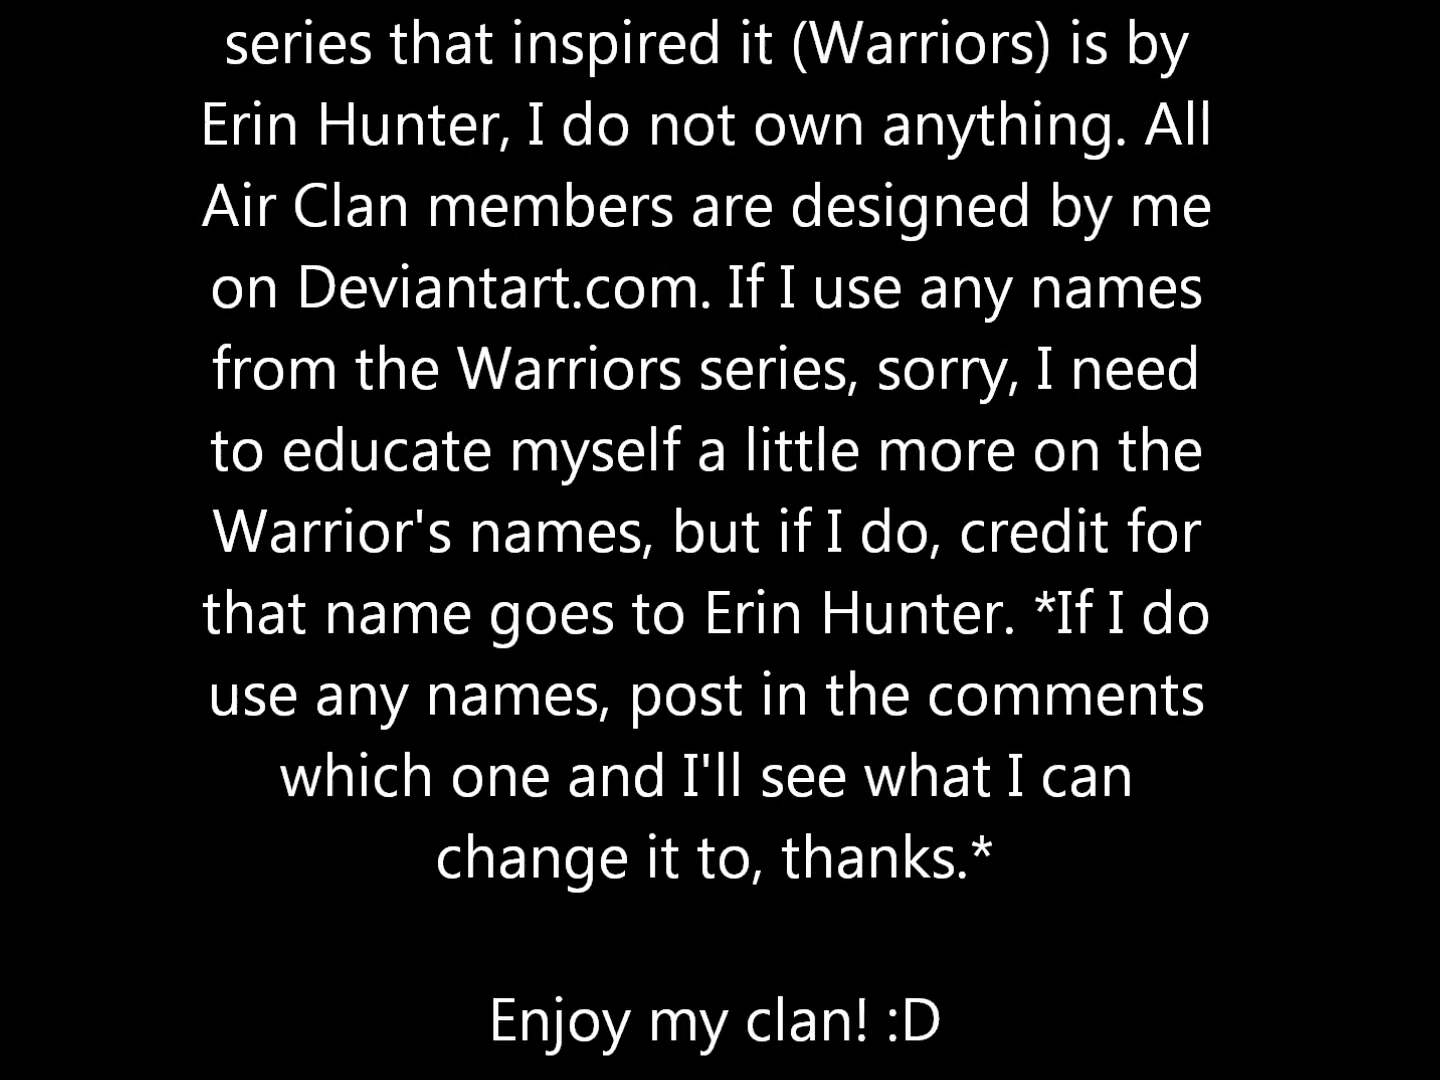 series that inspired it (Warriors) is by
Erin Hunter, I do not own anything. All
Air Clan members are designed by me
on Deviantart.com. If I use any names
from the Warriors series, sorry, I need
to educate myself a little more on the
Warrior's names, but if I do, credit for
that name goes to Erin Hunter. *If I do
use any names, post in the comments
which one and I'll see what I can
change it to, thanks.*
Enjoy my clan! :D